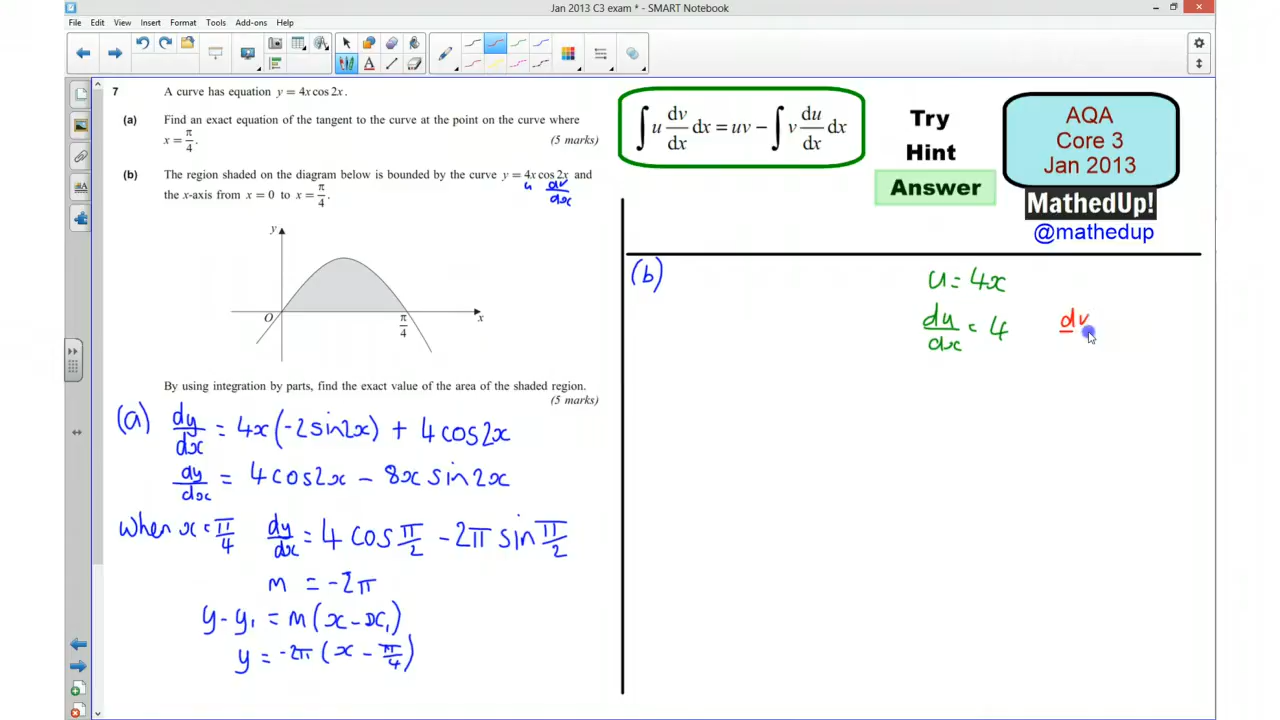 Jan 2013 C3 exam * - SMART Notebook
File Edit View Insert Format Tools Add-ons Help
7 A curve has equation y = 4x cos 2x.
(a) Find an exact equation of the tangent to the curve at the point on the curve where
x = π/4. (5 marks)
(b) The region shaded on the diagram below is bounded by the curve y = 4x cos 2x and
u dv/dx
the x-axis from x = 0 to x = π/4.
y
O π/4 x
By using integration by parts, find the exact value of the area of the shaded region.
(5 marks)
(a) dy/dx = 4x(-2sin2x) + 4cos2x
dy/dx = 4cos2x - 8x sin2x
when x = π/4 dy/dx = 4 cos π/2 - 2π sin π/2
m = -2π
y - y₁ = m(x - x₁)
y = -2π(x - π/4)
∫ u dv/dx dx = uv − ∫ v du/dx dx
Try
Hint
Answer
AQA
Core 3
Jan 2013
MathedUp!
@mathedup
(b) u = 4x
du/dx = 4 dv